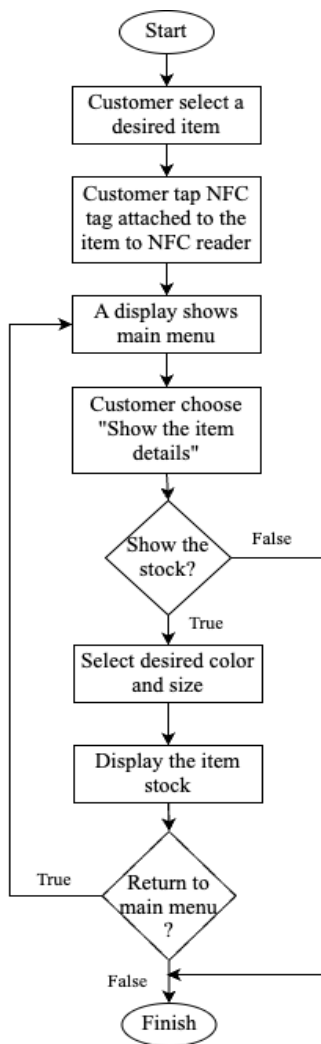 Start
Customer select a
desired item
Customer tap NFC
tag attached to the
item to NFC reader
A display shows
main menu
Customer choose
"Show the item
details"
Show the
stock?
False
True
Select desired color
and size
Display the item
stock
Return to
main menu
?
True
False
Finish